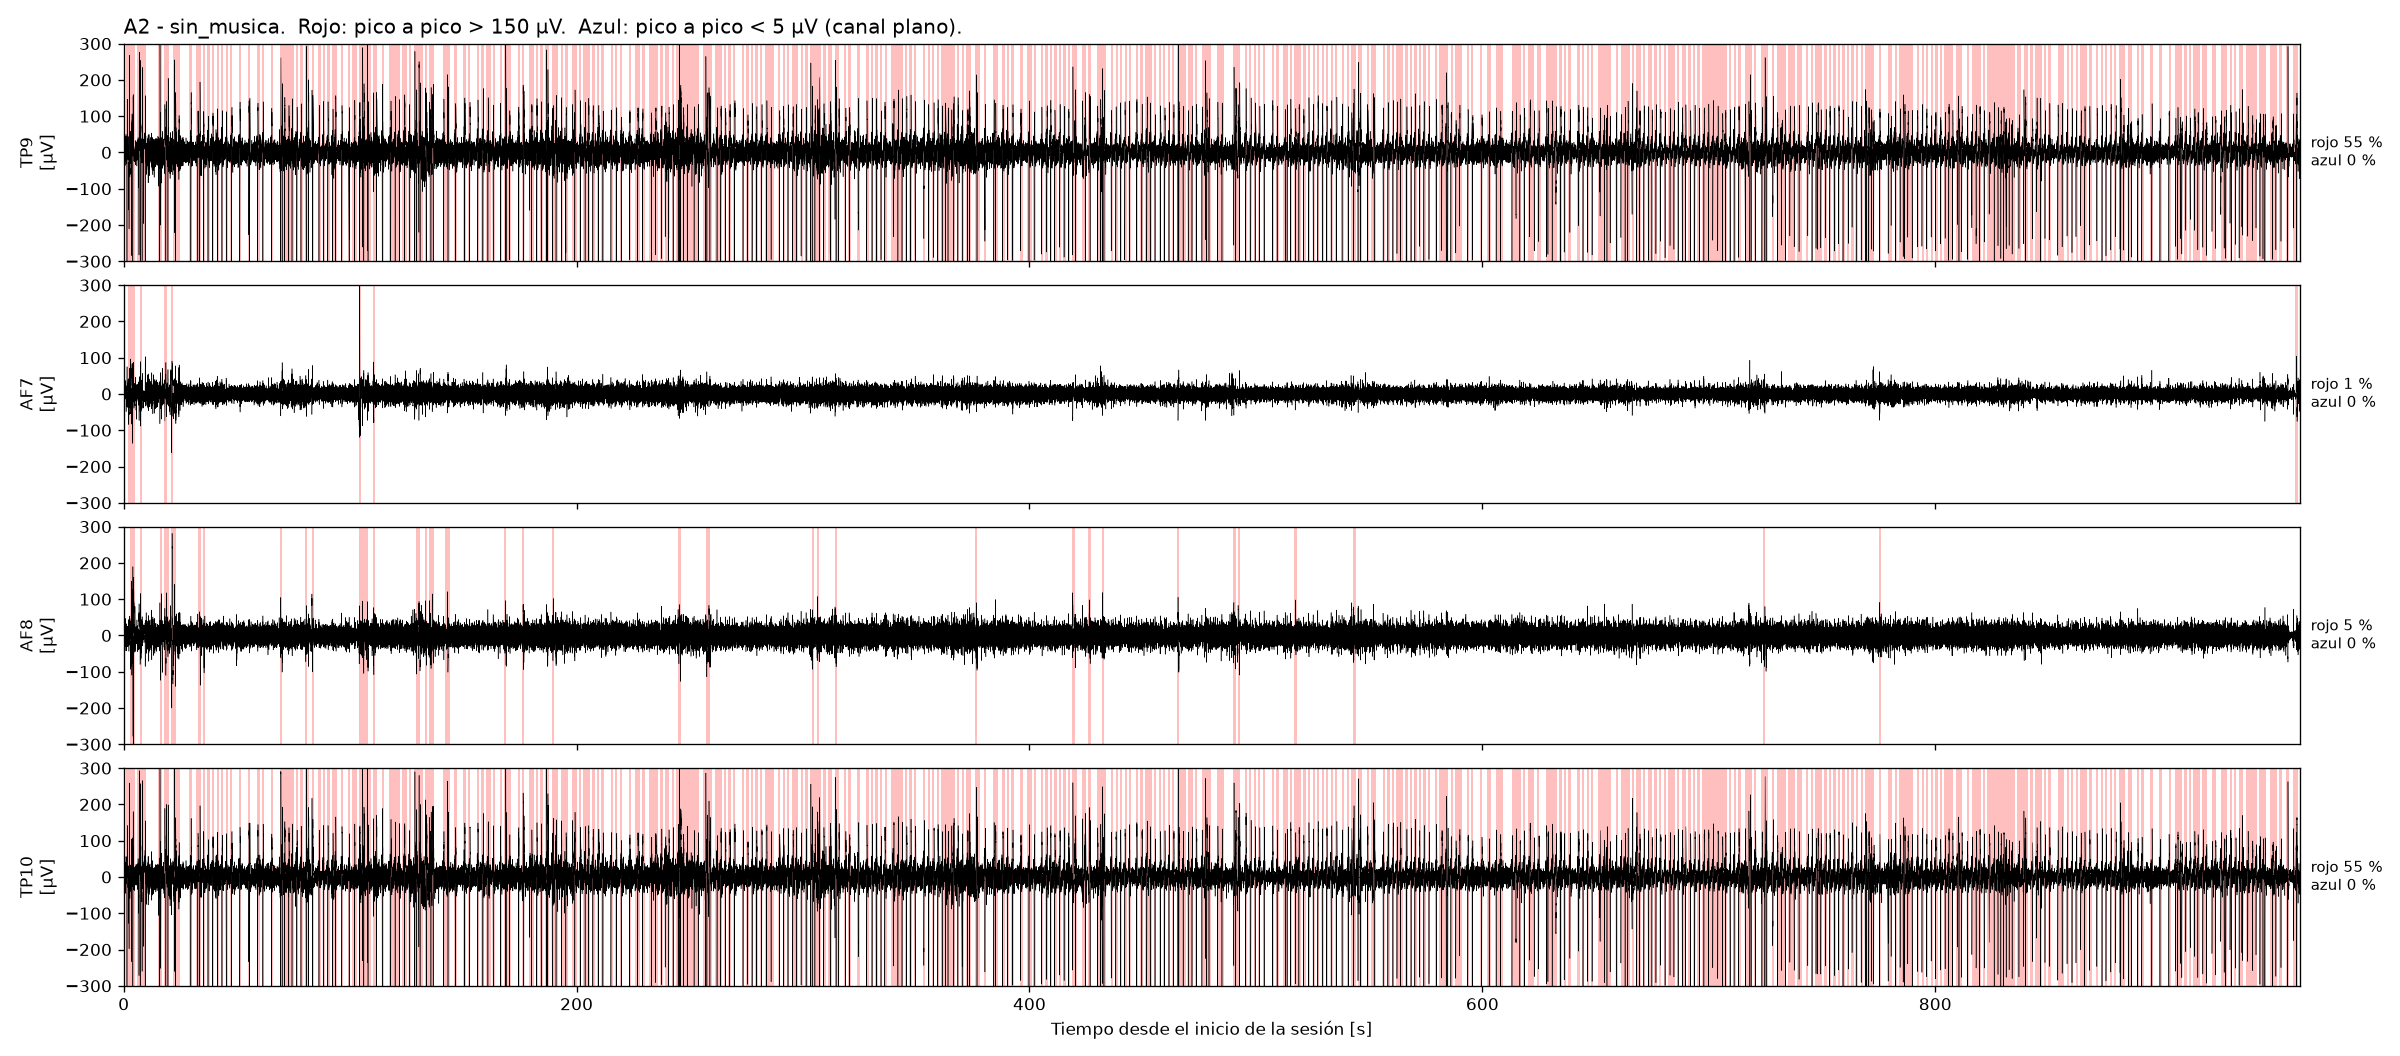 A2 - sin_musica.  Rojo: pico a pico > 150 µV.  Azul: pico a pico < 5 µV (canal plano).
300
200
100
0
−100
−200
−300
TP9
[µV]
rojo 55 %
azul 0 %
300
200
100
0
−100
−200
−300
AF7
[µV]
rojo 1 %
azul 0 %
300
200
100
0
−100
−200
−300
AF8
[µV]
rojo 5 %
azul 0 %
300
200
100
0
−100
−200
−300
TP10
[µV]
rojo 55 %
azul 0 %
0 200 400 600 800
Tiempo desde el inicio de la sesión [s]